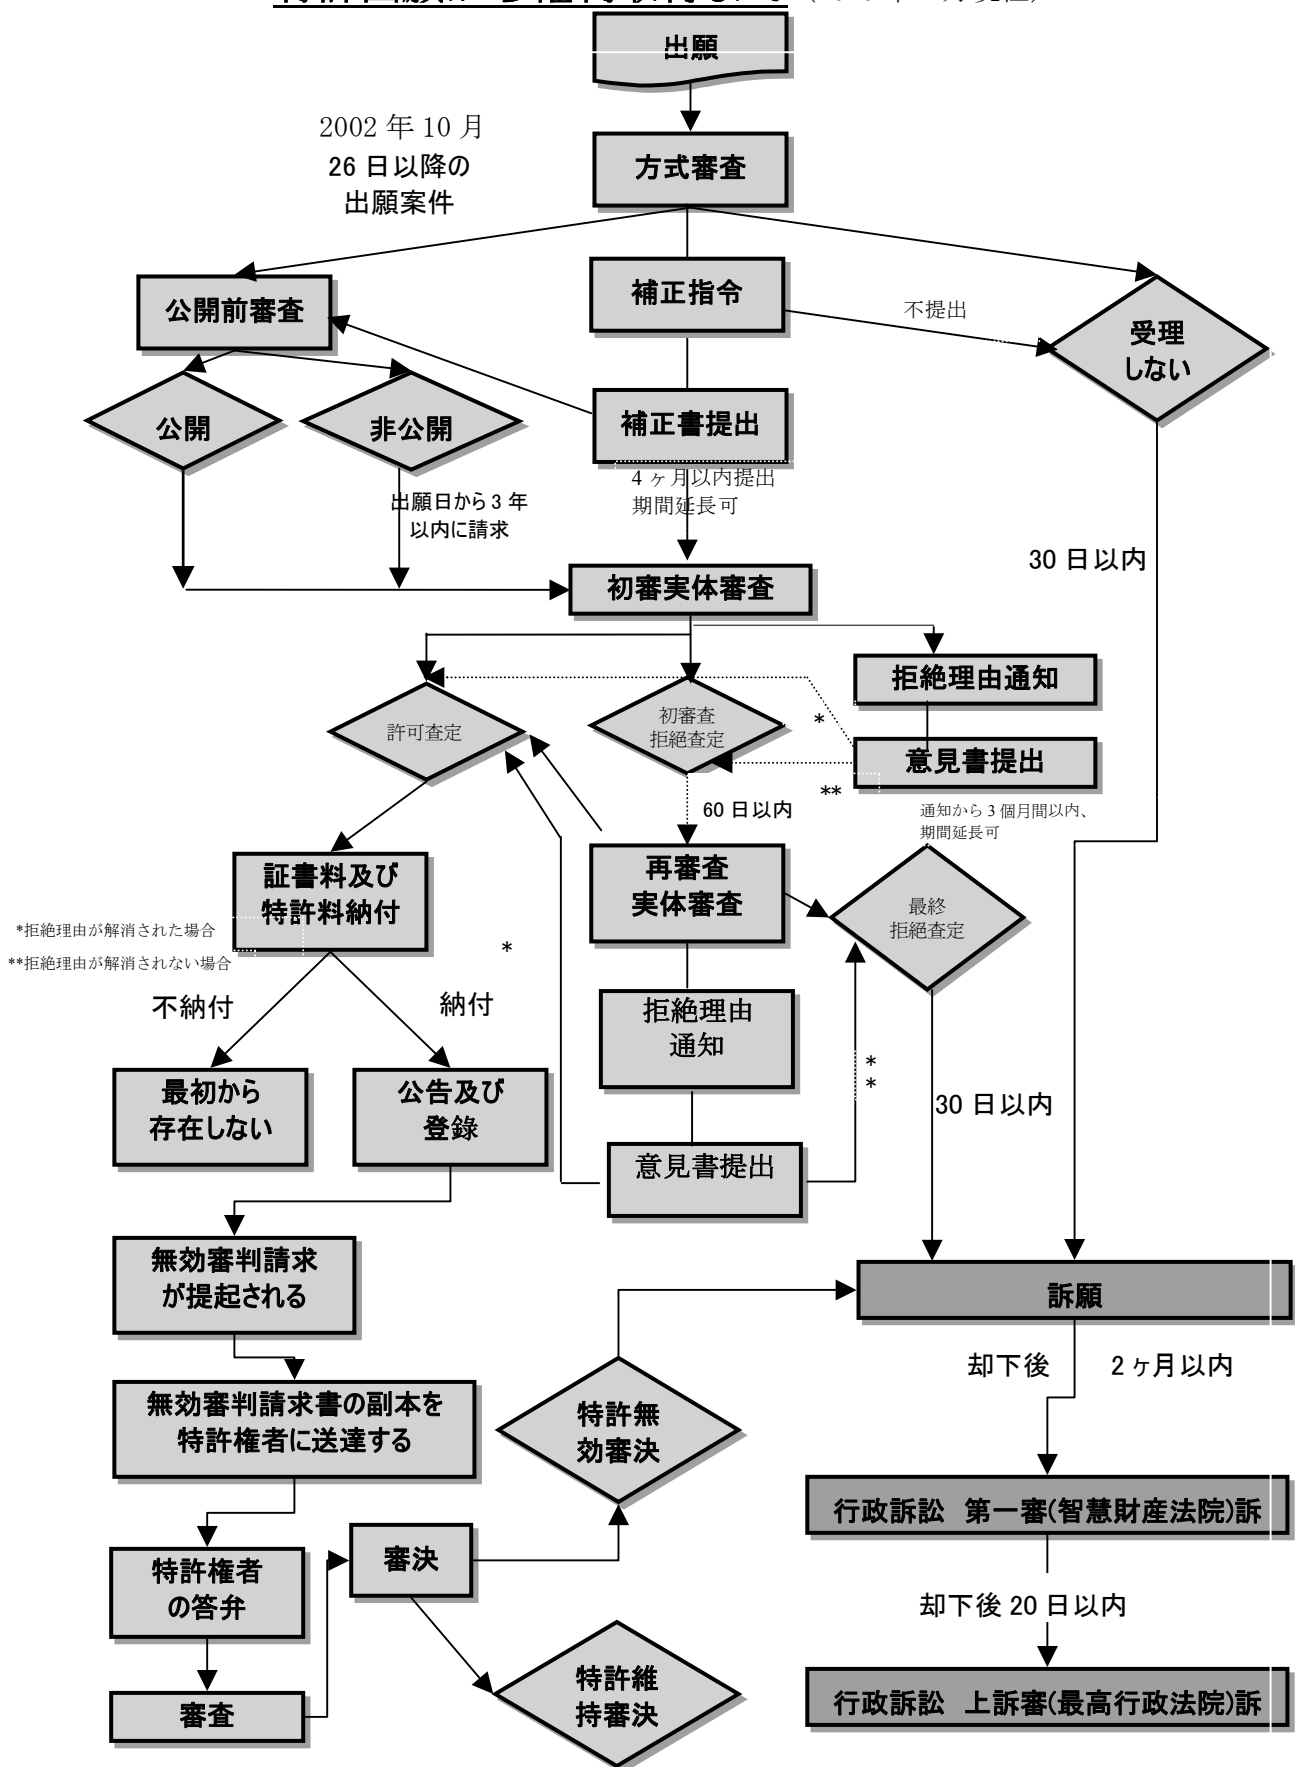 出願
2002 年 10 月
26 日以降の
出願案件
方式審査
公開前審査
補正指令
不提出
受理
しない
公開
非公開
補正書提出
4 ヶ月以内提出
期間延長可
出願日から 3 年
以内に請求
30 日以内
初審実体審査
拒絶理由通知
許可査定
初審査
拒絶査定
*
意見書提出
**
60 日以内
通知から 3 個月間以内、
期間延長可
証書料及び
特許料納付
再審査
実体審査
最終
拒絶査定
*拒絶理由が解消された場合
**拒絶理由が解消されない場合
*
不納付
納付
拒絶理由
通知
*
*
最初から
存在しない
公告及び
登錄
30 日以内
意見書提出
無効審判請求
が提起される
訴願
却下後
2 ヶ月以内
無効審判請求書の副本を
特許権者に送達する
特許無
効審決
行政訴訟 第一審(智慧財産法院)訴
特許権者
の答弁
審決
却下後 20 日以内
審査
特許維
持審決
行政訴訟 上訴審(最高行政法院)訴